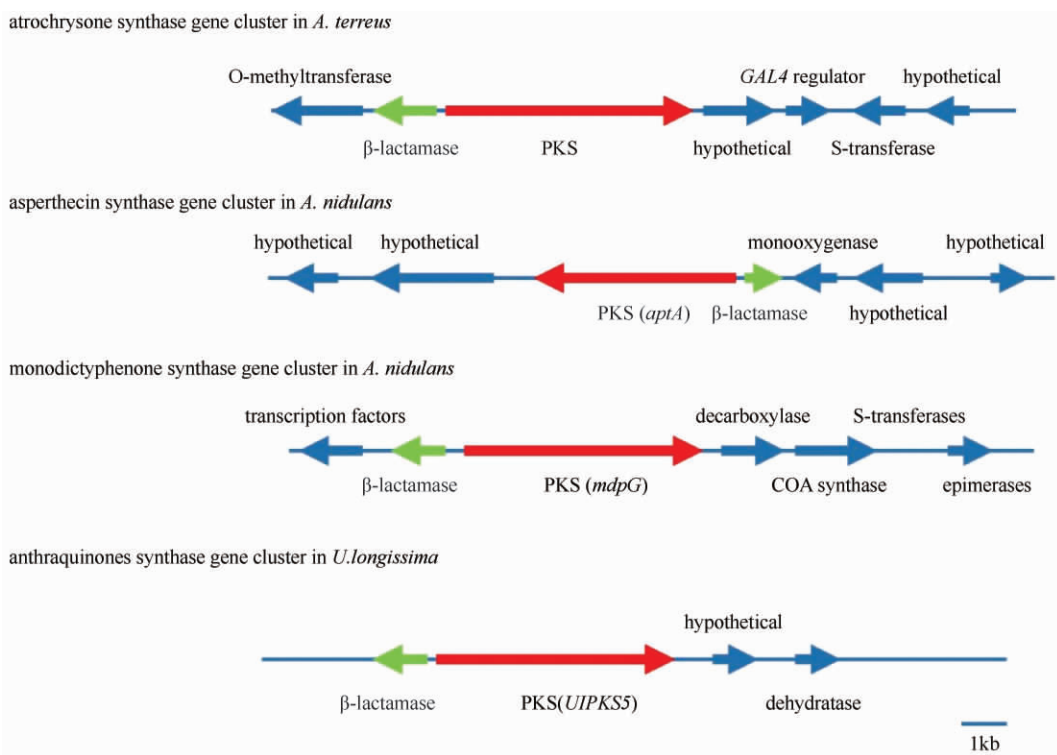 atrochrysone synthase gene cluster in A. terreus
O-methyltransferase
GAL4 regulator
hypothetical
β-lactamase
PKS
hypothetical
S-transferase
asperthecin synthase gene cluster in A. nidulans
hypothetical
hypothetical
monooxygenase
hypothetical
PKS (aptA)
β-lactamase
hypothetical
monodictyphenone synthase gene cluster in A. nidulans
transcription factors
decarboxylase
S-transferases
β-lactamase
PKS (mdpG)
COA synthase
epimerases
anthraquinones synthase gene cluster in U.longissima
hypothetical
β-lactamase
PKS(UIPKS5)
dehydratase
1kb